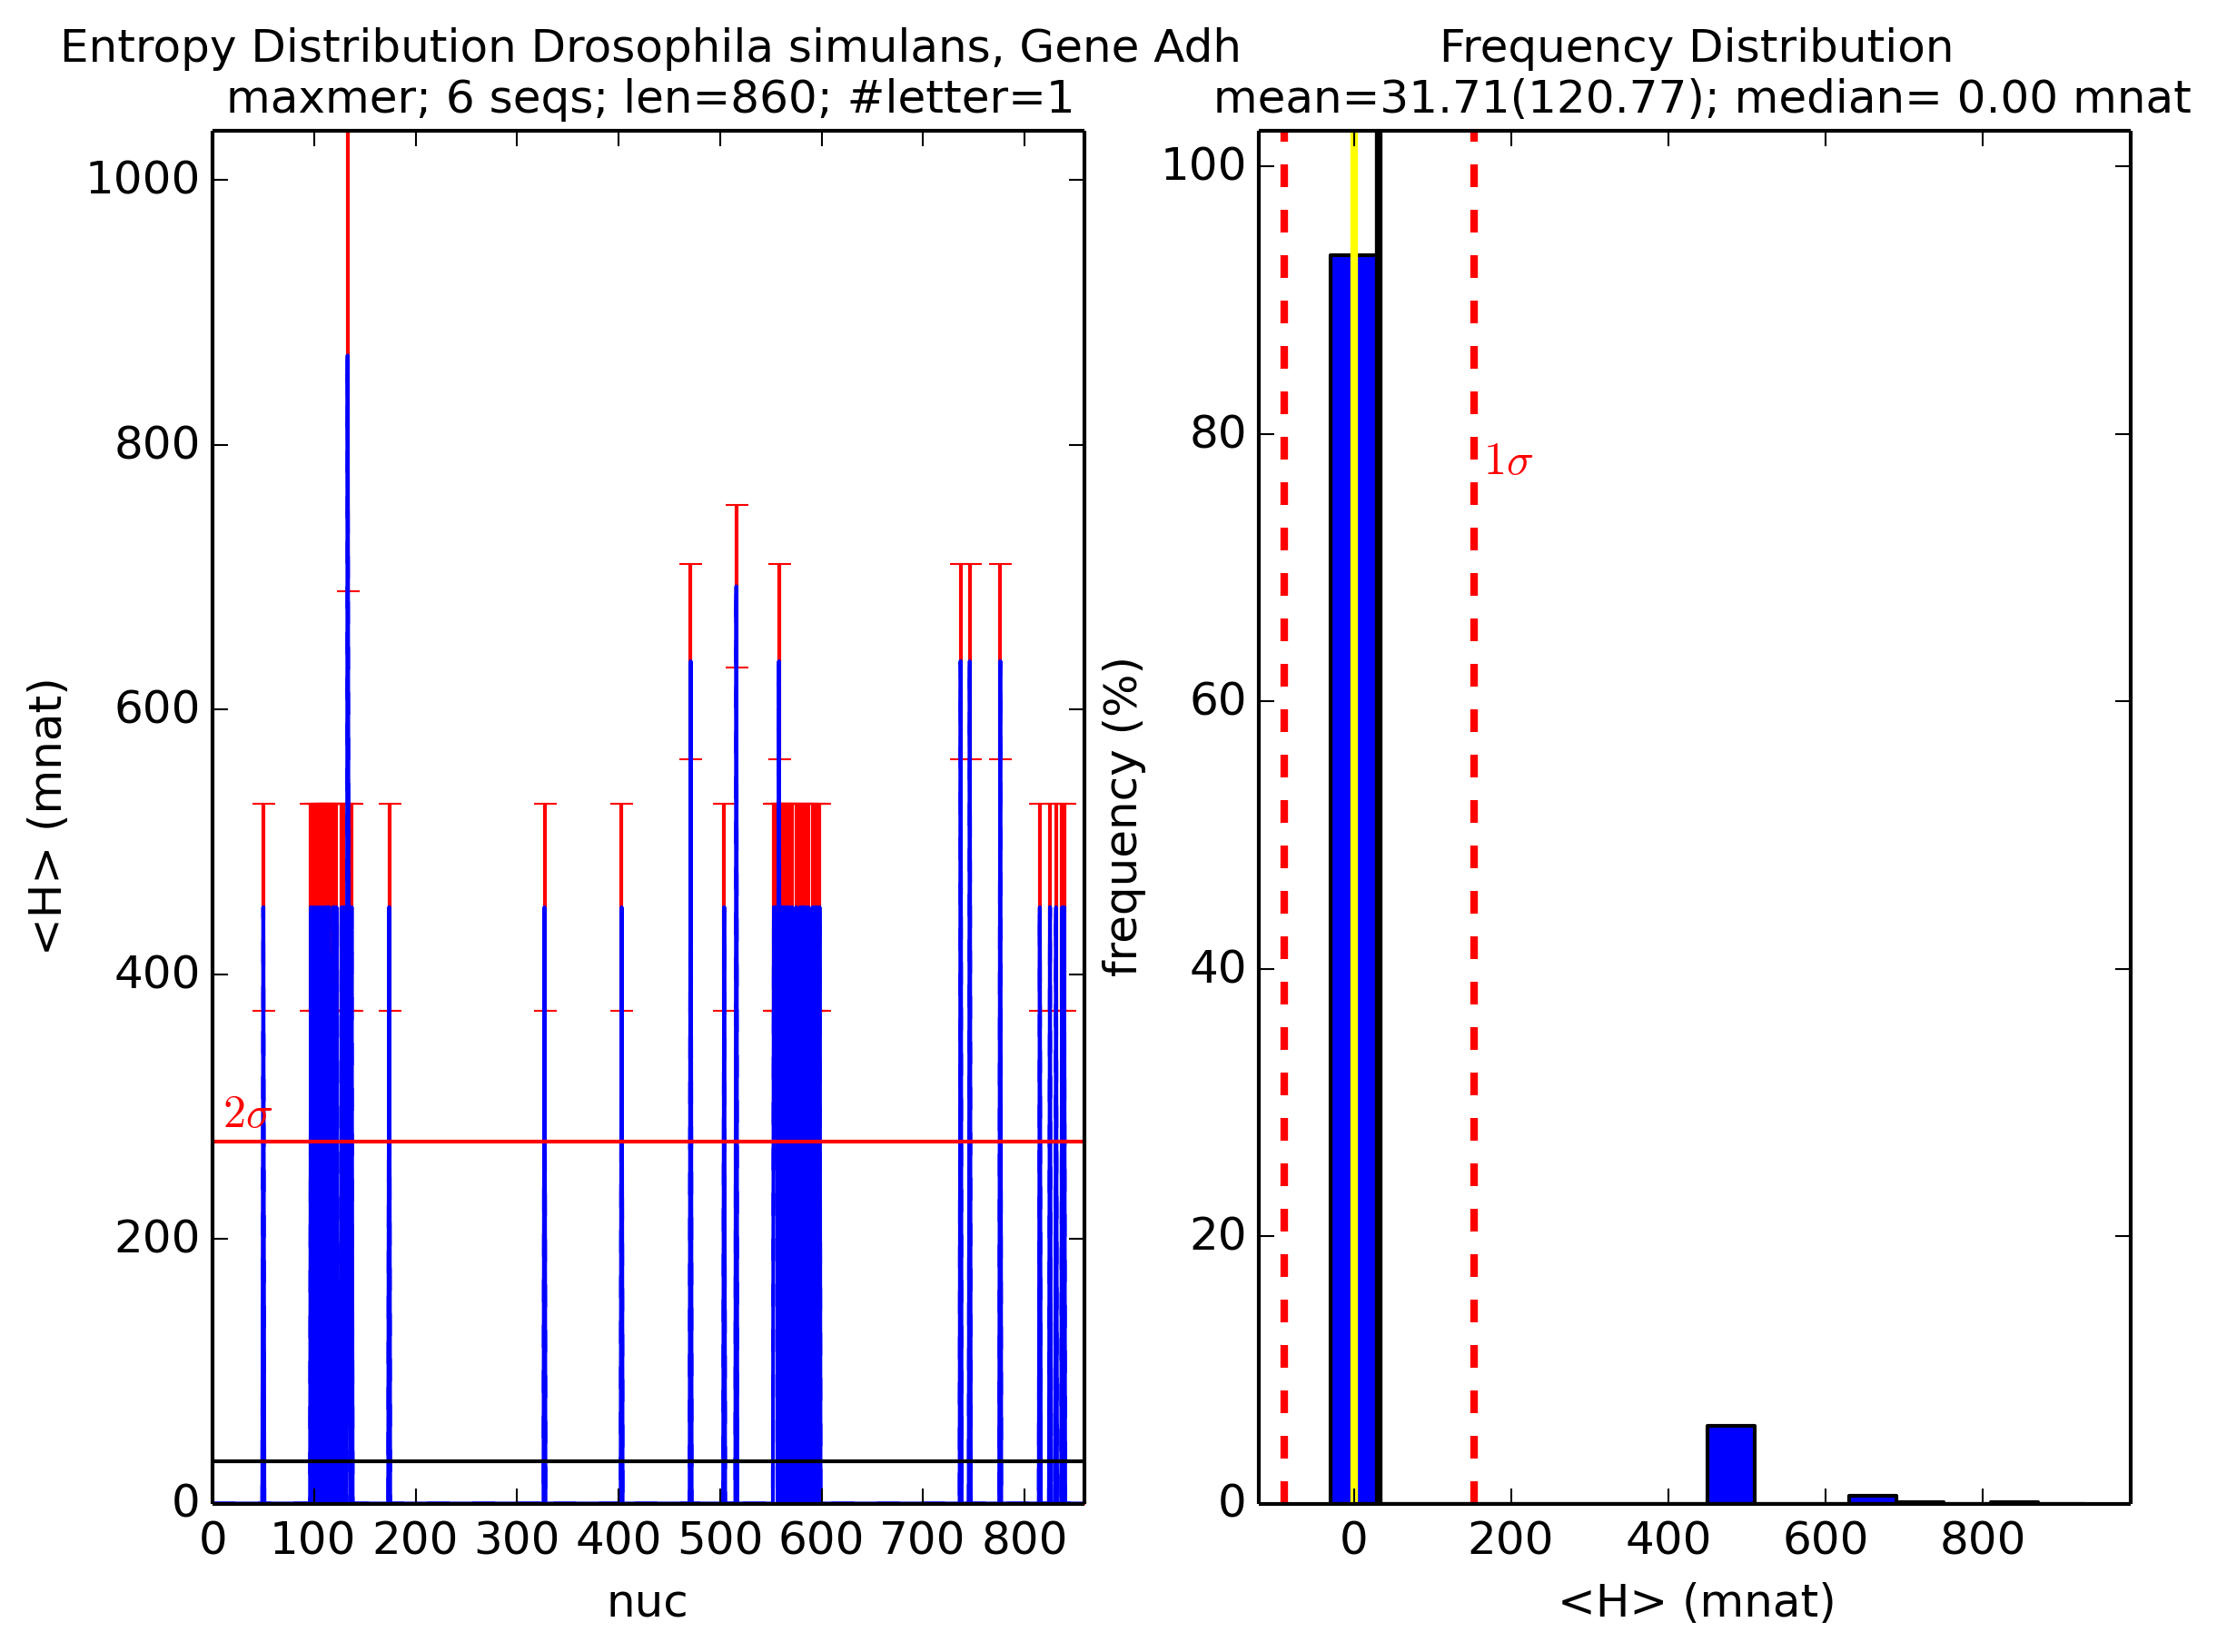 Entropy Distribution Drosophila simulans, Gene Adh
maxmer; 6 seqs; len=860; #letter=1
<H> (mnat)
1000
800
600
400
200
0
2σ
0 100 200 300 400 500 600 700 800
nuc
Frequency Distribution
mean=31.71(120.77); median= 0.00 mnat
frequency (%)
100
80
60
40
20
0
1σ
0 200 400 600 800
<H> (mnat)